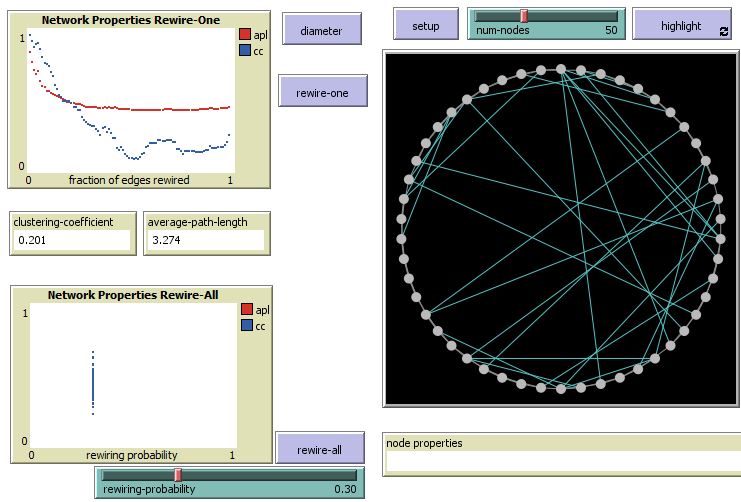 Network Properties Rewire-One
1
0
0
1
fraction of edges rewired
apl
cc
diameter
rewire-one
setup
num-nodes 50
highlight
clustering-coefficient
0.201
average-path-length
3.274
Network Properties Rewire-All
1
0
0
1
rewiring probability
apl
cc
rewire-all
rewiring-probability 0.30
node properties